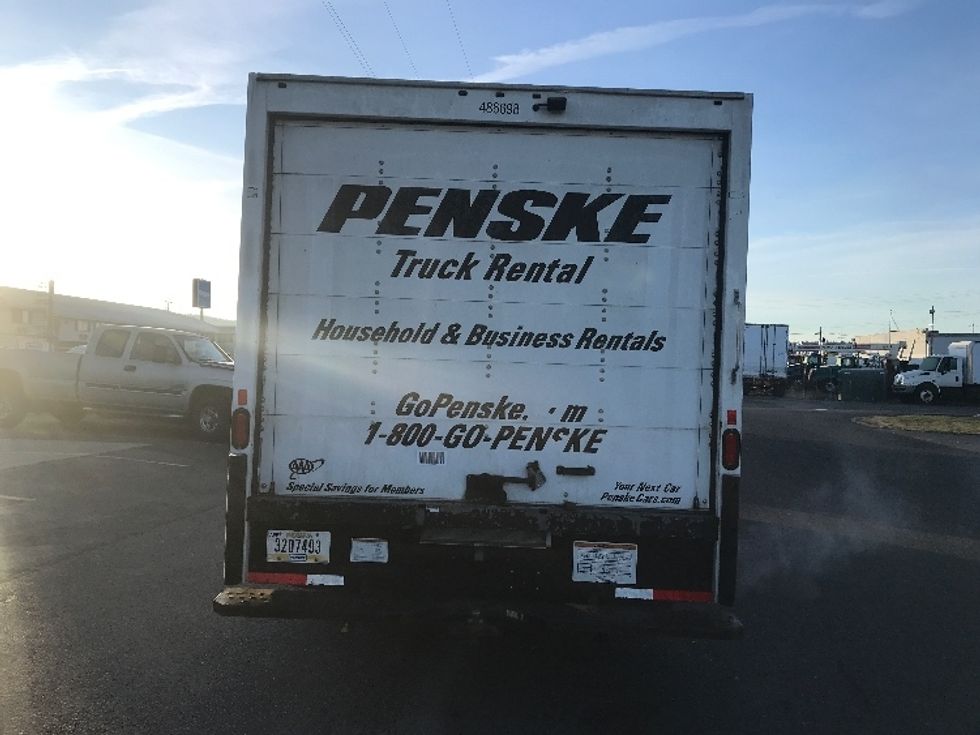 488698
PENSKE
Truck Rental
Household & Business Rentals
GoPenske. m
1-800-GO-PENSKE
AAA
Special Savings for Members
Your Next Car
PenskeCars.com
3207493